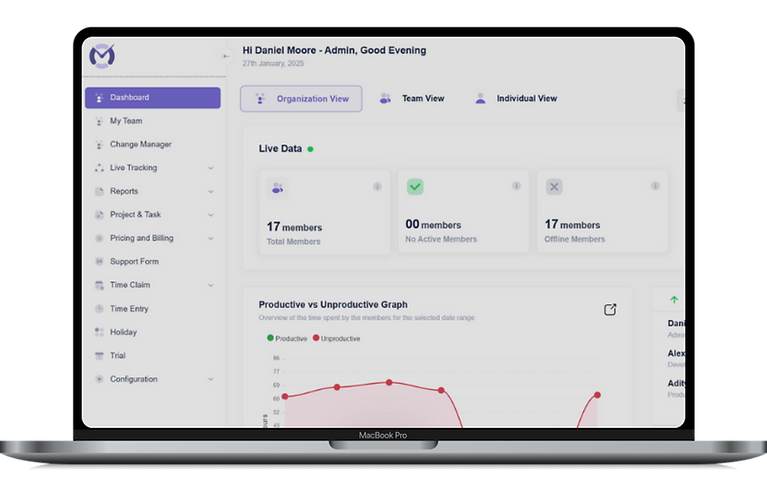 Hi Daniel Moore - Admin, Good Evening
27th January, 2025
Dashboard
My Team
Change Manager
Live Tracking
Reports
Project & Task
Pricing and Billing
Support Form
Time Claim
Time Entry
Holiday
Trial
Configuration
Organization View
Team View
Individual View
Live Data
17 members
Total Members
00 members
No Active Members
17 members
Offline Members
Productive vs Unproductive Graph
Overview of the time spent by the members for the selected date range
Productive
Unproductive
86
77
69
60
52
43
Dani
Alex
Adity
MacBook Pro